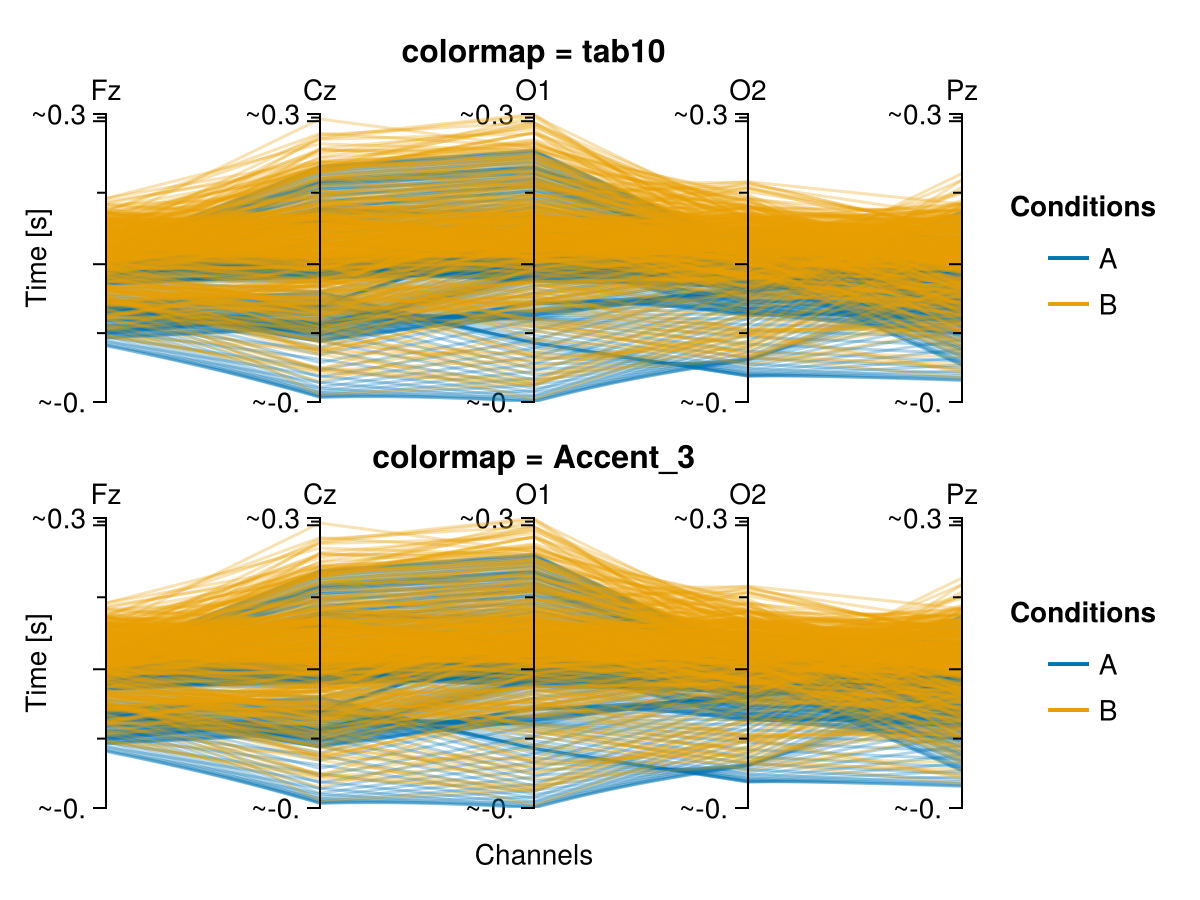 colormap = tab10
Fz Cz O1 O2 Pz
~0.3 ~0.3 ~0.3 ~0.3 ~0.3
Time [s]
~-0. ~-0. ~-0. ~-0. ~-0.
Conditions
A
B
colormap = Accent_3
Fz Cz O1 O2 Pz
~0.3 ~0.3 ~0.3 ~0.3 ~0.3
Time [s]
~-0. ~-0. ~-0. ~-0. ~-0.
Conditions
A
B
Channels